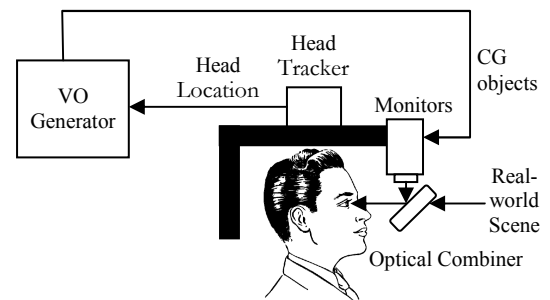 VO
Generator
Head
Location
Head
Tracker
Monitors
CG
objects
Real-
world
Scene
Optical Combiner